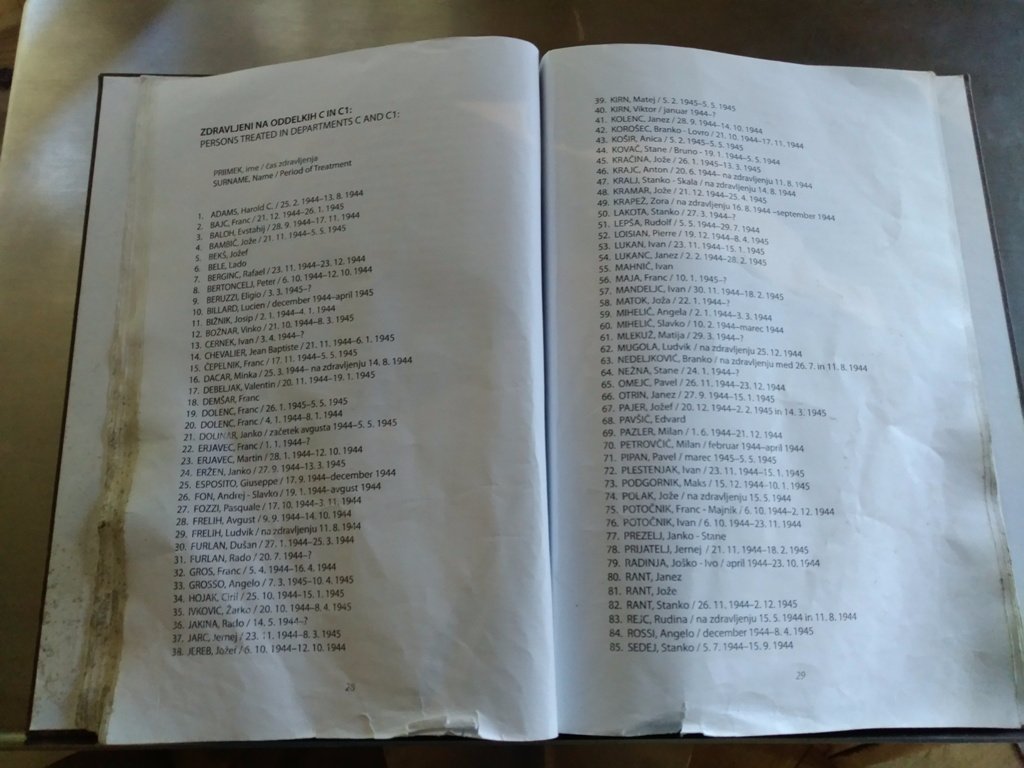 ZDRAVLJENI NA ODDELKIH C IN C1:
PERSONS TREATED IN DEPARTMENTS C AND C1:
PRIIMEK, ime / čas zdravljenja
SURNAME, Name / Period of Treatment
1. ADAMS, Harold C. / 25. 2. 1944–13. 8. 1944
2. BAJC, Franc / 21. 12. 1944–26. 1. 1945
3. BALOH, Evstahij / 28. 9. 1944–17. 11. 1944
4. BAMBIČ, Jože / 21. 11. 1944–5. 5. 1945
5. BEKŠ, Jožef
6. BELE, Lado
7. BERGINC, Rafael / 23. 11. 1944–23. 12. 1944
8. BERTONCELJ, Peter / 6. 10. 1944–12. 10. 1944
9. BERUZZI, Eligio / 3. 3. 1945–?
10. BILLARD, Lucien / december 1944–april 1945
11. BIŽNIK, Josip / 2. 1. 1944–4. 1. 1944
12. BOŽNAR, Vinko / 21. 10. 1944–8. 3. 1945
13. CERNEK, Ivan / 3. 4. 1944–?
14. CHEVALIER, Jean Baptiste / 21. 11. 1944–6. 1. 1945
15. ČEPELNIK, Franc / 17. 11. 1944–5. 5. 1945
16. DACAR, Minka / 25. 3. 1944– na zdravljenju 14. 8. 1944
17. DEBELJAK, Valentin / 20. 11. 1944–19. 1. 1945
18. DEMŠAR, Franc
19. DOLENC, Franc / 26. 1. 1945–5. 5. 1945
20. DOLENC, Franc / 4. 1. 1944–8. 1. 1944
21. DOLINAR, Janko / začetek avgusta 1944–5. 5. 1945
22. ERJAVEC, Franc / 1. 1. 1944–?
23. ERJAVEC, Martin / 28. 1. 1944–12. 10. 1944
24. ERŽEN, Janko / 27. 9. 1944–13. 3. 1945
25. ESPOSITO, Giuseppe / 17. 9. 1944–december 1944
26. FON, Andrej - Slavko / 19. 1. 1944–avgust 1944
27. FOZZI, Pasquale / 17. 10. 1944–3. 11. 1944
28. FRELIH, Avgust / 9. 9. 1944–14. 10. 1944
29. FRELIH, Ludvik / na zdravljenju 11. 8. 1944
30. FURLAN, Dušan / 27. 1. 1944–25. 3. 1944
31. FURLAN, Rado / 20. 7. 1944–?
32. GROS, Franc / 5. 4. 1944–16. 4. 1944
33. GROSSO, Angelo / 7. 3. 1945–10. 4. 1945
34. HOJAK, Ciril / 25. 10. 1944–15. 1. 1945
35. IVKOVIĆ, Žarko / 20. 10. 1944–8. 4. 1945
36. JAKINA, Rado / 14. 5. 1944–?
37. JARC, Jernej / 23. 11. 1944–8. 3. 1945
38. JEREB, Jožef / 6. 10. 1944–12. 10. 1944
28
39. KIRN, Matej / 5. 2. 1945–5. 5. 1945
40. KIRN, Viktor / januar 1944–?
41. KOLENC, Janez / 28. 9. 1944–14. 10. 1944
42. KOROŠEC, Branko - Lovro / 21. 10. 1944–17. 11. 1944
43. KOŠIR, Anica / 5. 2. 1945–5. 5. 1945
44. KOVAČ, Stane / Bruno - 19. 1. 1944–5. 5. 1944
45. KRAČINA, Jože / 26. 1. 1945–13. 3. 1945
46. KRAJC, Anton / 20. 6. 1944– na zdravljenju 11. 8. 1944
47. KRALJ, Stanko - Skala / na zdravljenju 14. 8. 1944
48. KRAMAR, Jože / 21. 12. 1944–25. 4. 1945
49. KRAPEŽ, Zora / na zdravljenju 16. 8. 1944 –september 1944
50. LAKOTA, Stanko / 27. 3. 1944–?
51. LEPŠA, Rudolf / 5. 5. 1944–29. 7. 1944
52. LOISIAN, Pierre / 19. 12. 1944–8. 4. 1945
53. LUKAN, Ivan / 23. 11. 1944–15. 1. 1945
54. LUKANC, Janez / 2. 2. 1944–28. 2. 1945
55. MAHNIČ, Ivan
56. MAJA, Franc / 10. 1. 1945–?
57. MANDELJC, Ivan / 30. 11. 1944–18. 2. 1945
58. MATOK, Joža / 22. 1. 1944–?
59. MIHELIČ, Angela / 2. 1. 1944–3. 3. 1944
60. MIHELIČ, Slavko / 10. 2. 1944–marec 1944
61. MLEKUŽ, Matija / 29. 3. 1944–?
62. MUGOLA, Ludvik / na zdravljenju 25. 12. 1944
63. NEDELJKOVIĆ, Branko / na zdravljenju med 26. 7. in 11. 8. 1944
64. NEŽNA, Stane / 24. 1. 1944–?
65. OMEJC, Pavel / 26. 11. 1944–23. 12. 1944
66. OTRIN, Janez / 27. 9. 1944–15. 1. 1945
67. PAJER, Jožef / 20. 12. 1944–2. 2. 1945 in 14. 3. 1945
68. PAVŠIČ, Edvard
69. PAZLER, Milan / 1. 6. 1944–21. 12. 1944
70. PETROVČIČ, Milan / februar 1944–april 1944
71. PIPAN, Pavel / marec 1945–5. 5. 1945
72. PLESTENJAK, Ivan / 23. 11. 1944–15. 1. 1945
73. PODGORNIK, Maks / 15. 12. 1944–10. 1. 1945
74. POLAK, Jože / na zdravljenju 15. 5. 1944
75. POTOČNIK, Franc - Majnik / 6. 10. 1944–2. 12. 1944
76. POTOČNIK, Ivan / 6. 10. 1944–23. 11. 1944
77. PREZELJ, Janko - Stane
78. PRIJATELJ, Jernej / 21. 11. 1944–18. 2. 1945
79. RADINJA, Joško - Ivo / april 1944–23. 10. 1944
80. RANT, Janez
81. RANT, Jože
82. RANT, Stanko / 26. 11. 1944–2. 12. 1945
83. REJC, Rudina / na zdravljenju 15. 5. 1944 in 11. 8. 1944
84. ROSSI, Angelo / december 1944–8. 4. 1945
85. SEDEJ, Stanko / 5. 7. 1944–15. 9. 1944
29